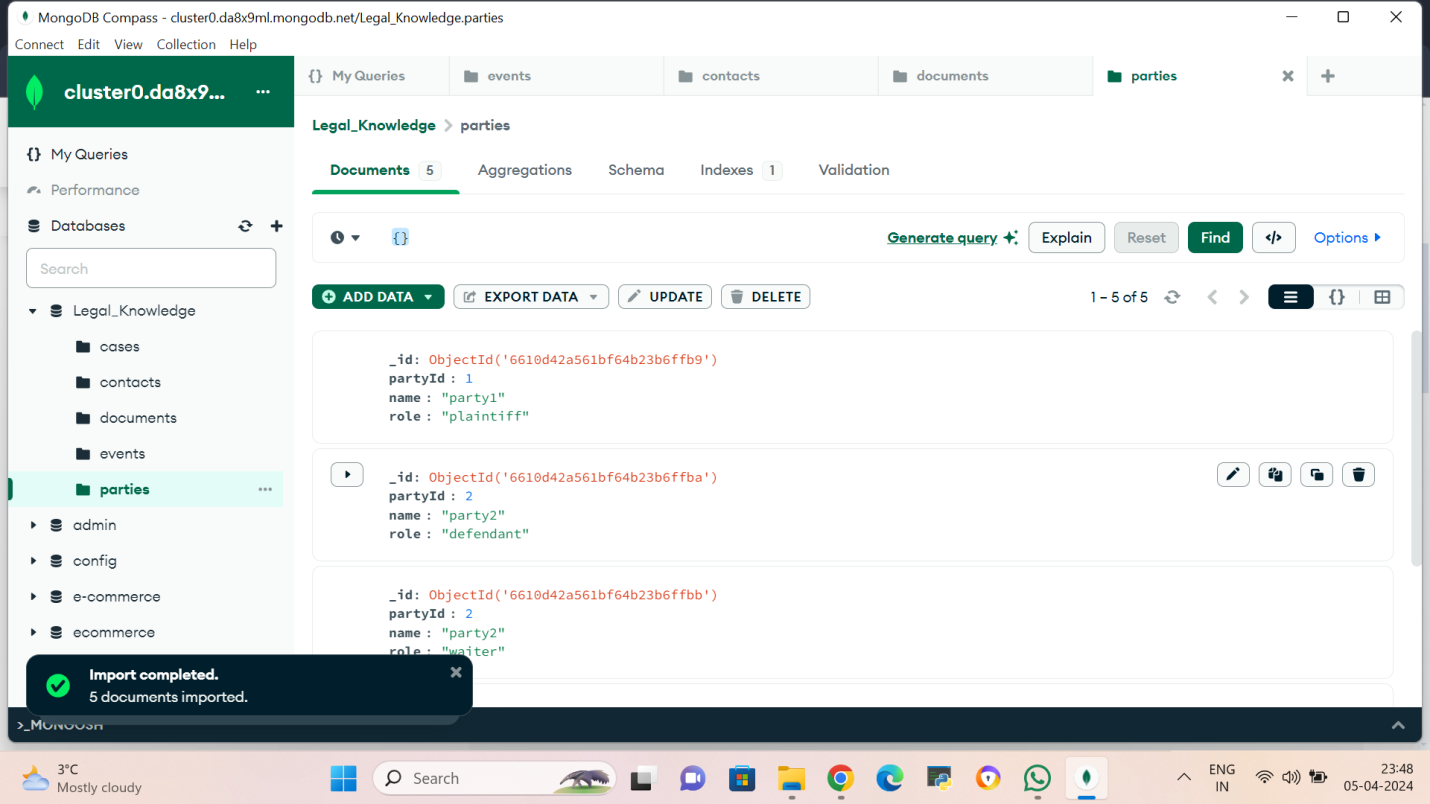 MongoDB Compass - cluster0.da8x9ml.mongodb.net/Legal_Knowledge.parties
Connect Edit View Collection Help
cluster0.da8x9... ...
{} My Queries
Performance
Databases
Search
Legal_Knowledge
cases
contacts
documents
events
parties ...
admin
config
e-commerce
ecommerce
{} My Queries events contacts documents parties
Legal_Knowledge > parties
Documents 5 Aggregations Schema Indexes 1 Validation
{} Generate query Explain Reset Find </> Options
ADD DATA EXPORT DATA UPDATE DELETE 1 – 5 of 5 {}
_id: ObjectId('6610d42a561bf64b23b6ffb9')
partyId : 1
name : "party1"
role : "plaintiff"
_id: ObjectId('6610d42a561bf64b23b6ffba')
partyId : 2
name : "party2"
role : "defendant"
_id: ObjectId('6610d42a561bf64b23b6ffbb')
partyId : 2
name : "party2"
role : "waiter"
Import completed.
5 documents imported.
>_MONGOSH
3°C
Mostly cloudy
Search
ENG
IN
23:48
05-04-2024